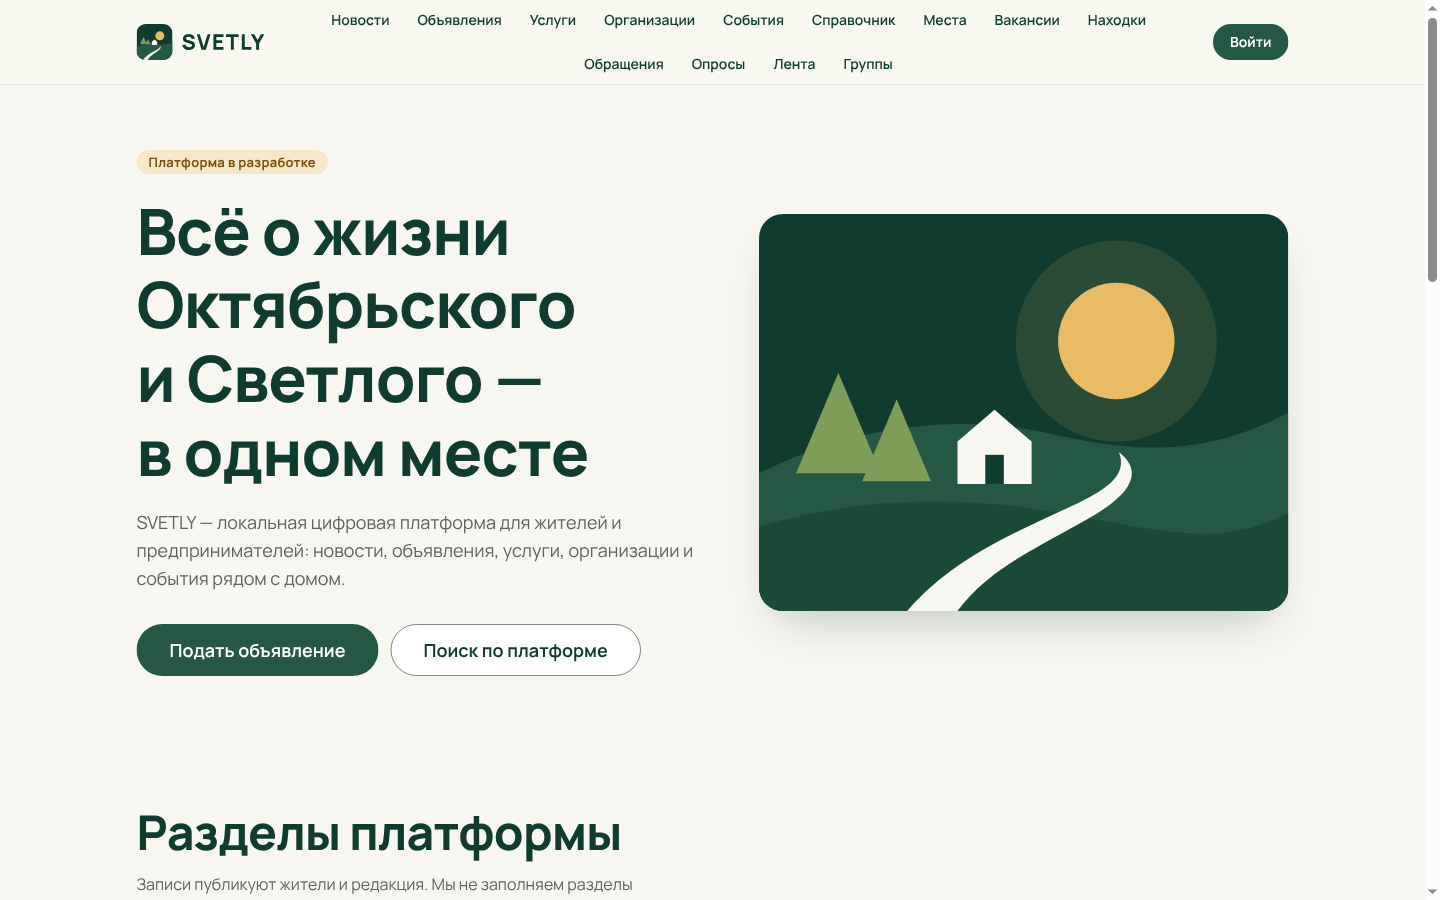 SVETLY
Новости Объявления Услуги Организации События Справочник Места Вакансии Находки
Обращения Опросы Лента Группы
Войти
Платформа в разработке
Всё о жизни
Октябрьского
и Светлого —
в одном месте
SVETLY — локальная цифровая платформа для жителей и
предпринимателей: новости, объявления, услуги, организации и
события рядом с домом.
Подать объявление
Поиск по платформе
Разделы платформы
Записи публикуют жители и редакция. Мы не заполняем разделы